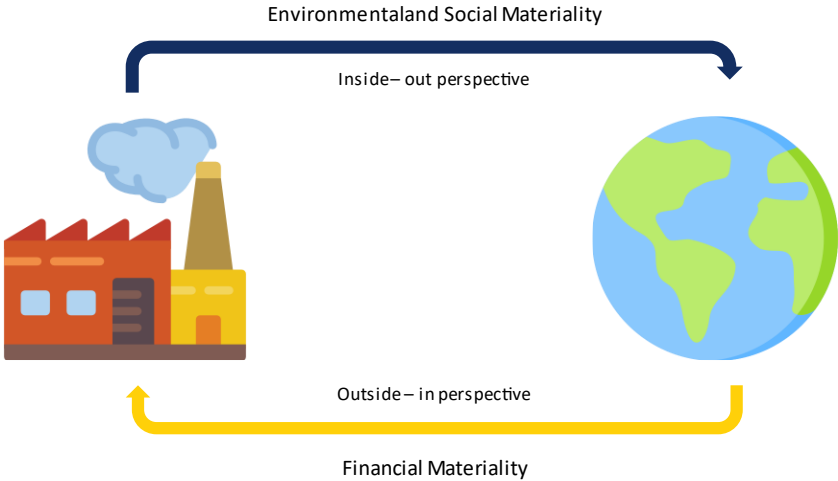 Environmentaland Social Materiality
Inside– out perspective
Outside – in perspective
Financial Materiality